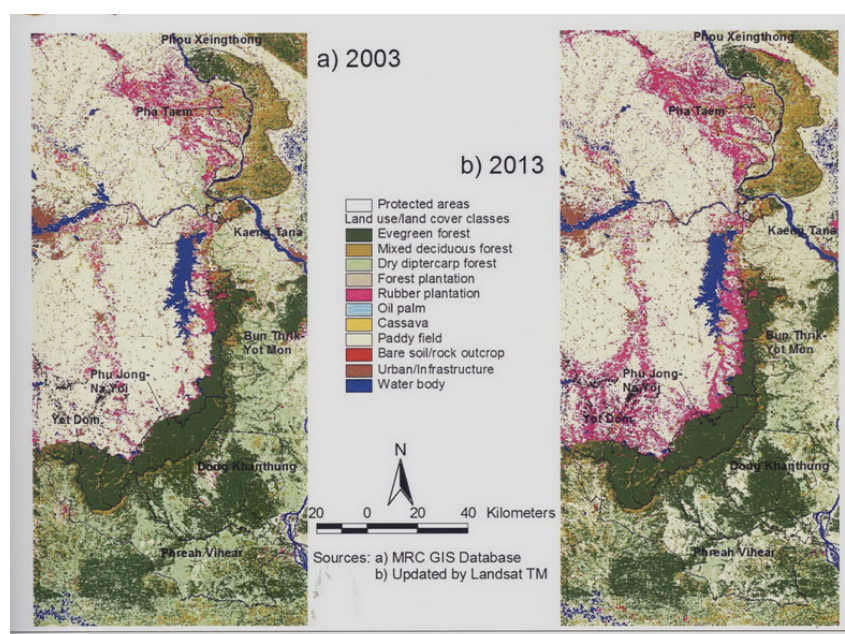 Phou Xeingthong
Pha Taem
Kaeng Tana
Bun Thrik-
Yot Mon
Phu Jong-
Na Yoi
Yot Dom
Doug Khanthung
Phreah Vihear
a) 2003
b) 2013
Protected areas
Land use/land cover classes
Evegreen forest
Mixed deciduous forest
Dry diptercarp forest
Forest plantation
Rubber plantation
Oil palm
Cassava
Paddy field
Bare soil/rock outcrop
Urban/Infrastructure
Water body
N
20 0 20 40 Kilometers
Sources: a) MRC GIS Database
b) Updated by Landsat TM
Phou Xeingthong
Pha Taem
Kaeng Tana
Bun Thrik-
Yot Mon
Phu Jong-
Na Yoi
Yot Dom
Doug Khanthung
Phreah Vihear